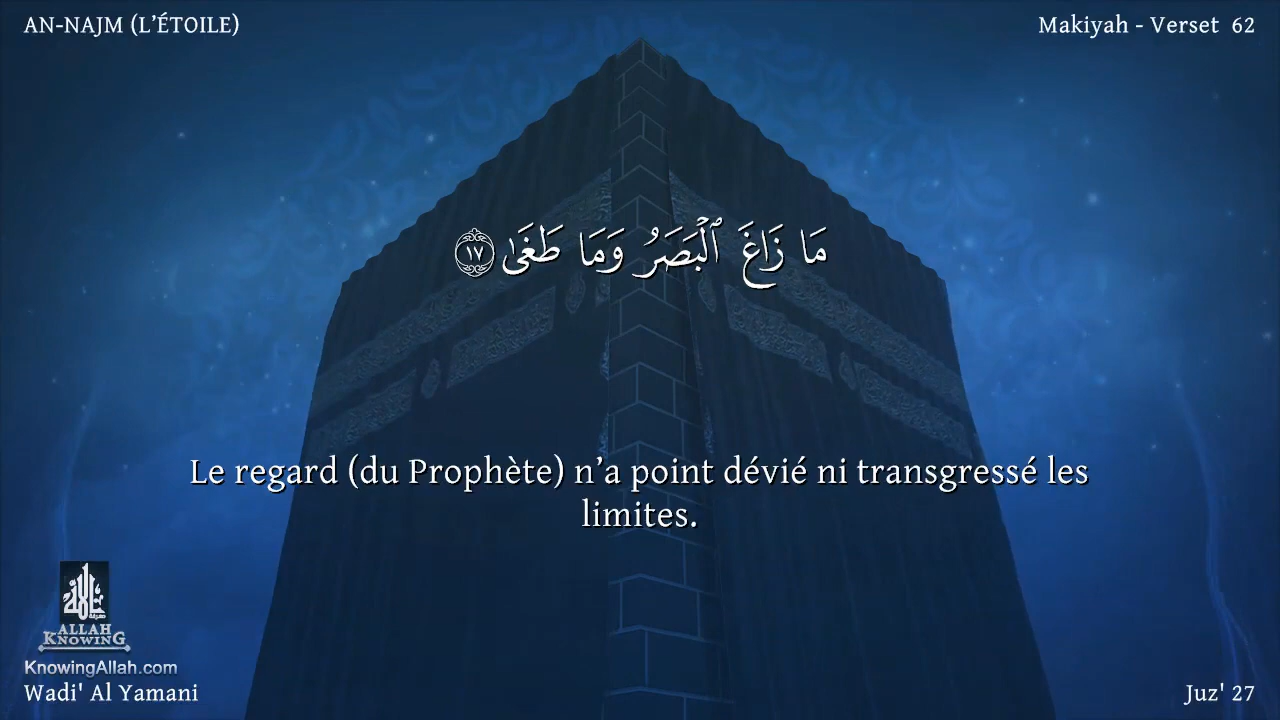 AN-NAJM (L’ÉTOILE)
Makiyah - Verset 62
مَا زَاغَ ٱلْبَصَرُ وَمَا طَغَىٰ ١٧
Le regard (du Prophète) n’a point dévié ni transgressé les
limites.
ALLAH
KNOWING
KnowingAllah.com
Wadi' Al Yamani
Juz' 27